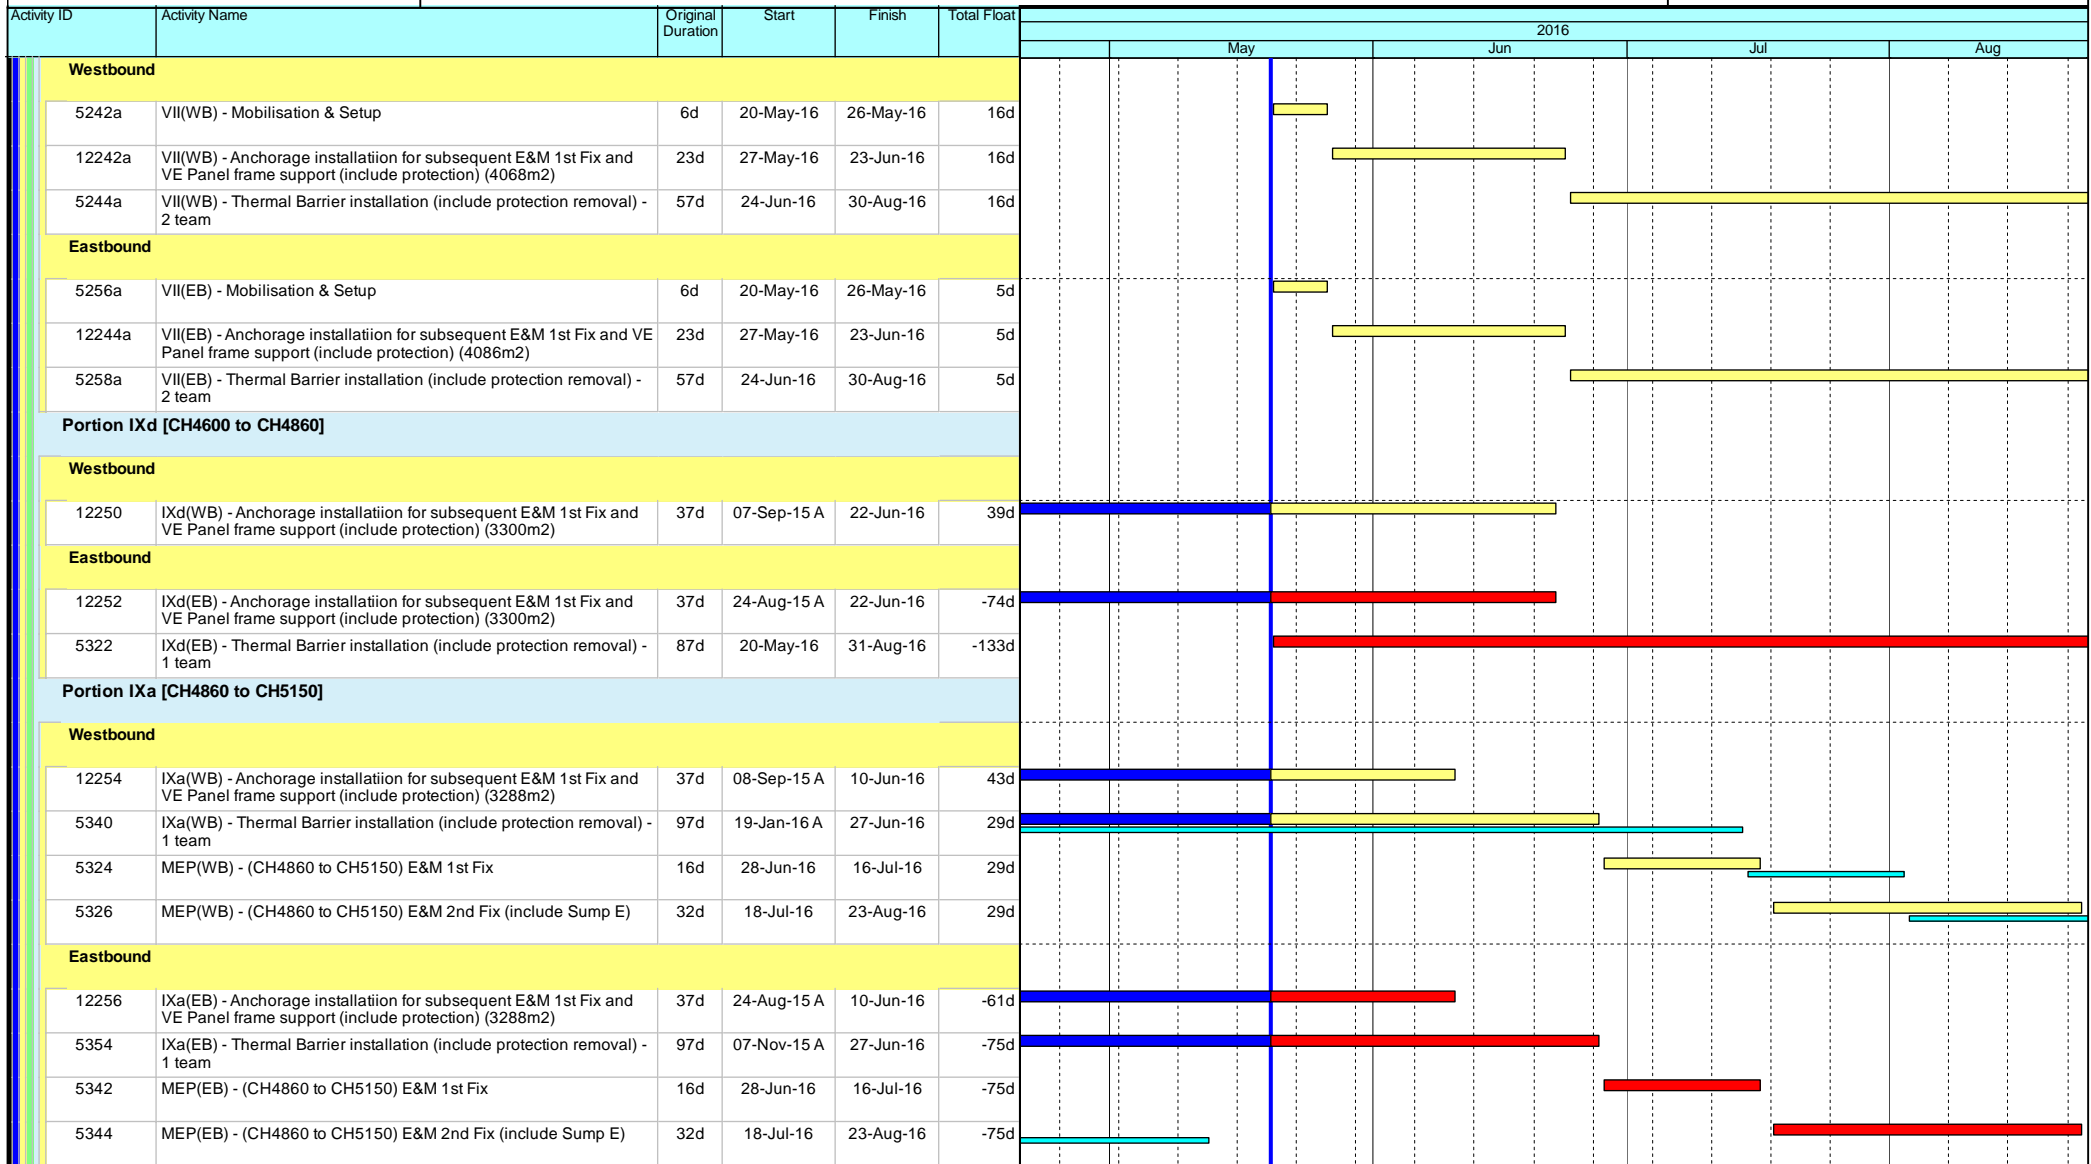 Activity ID Activity Name Original Start Finish Total Float
Duration
2016
May Jun Jul Aug
Westbound
5242a VII(WB) - Mobilisation & Setup 6d 20-May-16 26-May-16 16d
12242a VII(WB) - Anchorage installatiion for subsequent E&M 1st Fix and 23d 27-May-16 23-Jun-16 16d
VE Panel frame support (include protection) (4068m2)
5244a VII(WB) - Thermal Barrier installation (include protection removal) - 57d 24-Jun-16 30-Aug-16 16d
2 team
Eastbound
5256a VII(EB) - Mobilisation & Setup 6d 20-May-16 26-May-16 5d
12244a VII(EB) - Anchorage installatiion for subsequent E&M 1st Fix and VE 23d 27-May-16 23-Jun-16 5d
Panel frame support (include protection) (4086m2)
5258a VII(EB) - Thermal Barrier installation (include protection removal) - 57d 24-Jun-16 30-Aug-16 5d
2 team
Portion IXd [CH4600 to CH4860]
Westbound
12250 IXd(WB) - Anchorage installatiion for subsequent E&M 1st Fix and 37d 07-Sep-15 A 22-Jun-16 39d
VE Panel frame support (include protection) (3300m2)
Eastbound
12252 IXd(EB) - Anchorage installatiion for subsequent E&M 1st Fix and 37d 24-Aug-15 A 22-Jun-16 -74d
VE Panel frame support (include protection) (3300m2)
5322 IXd(EB) - Thermal Barrier installation (include protection removal) - 87d 20-May-16 31-Aug-16 -133d
1 team
Portion IXa [CH4860 to CH5150]
Westbound
12254 IXa(WB) - Anchorage installatiion for subsequent E&M 1st Fix and 37d 08-Sep-15 A 10-Jun-16 43d
VE Panel frame support (include protection) (3288m2)
5340 IXa(WB) - Thermal Barrier installation (include protection removal) - 97d 19-Jan-16 A 27-Jun-16 29d
1 team
5324 MEP(WB) - (CH4860 to CH5150) E&M 1st Fix 16d 28-Jun-16 16-Jul-16 29d
5326 MEP(WB) - (CH4860 to CH5150) E&M 2nd Fix (include Sump E) 32d 18-Jul-16 23-Aug-16 29d
Eastbound
12256 IXa(EB) - Anchorage installatiion for subsequent E&M 1st Fix and 37d 24-Aug-15 A 10-Jun-16 -61d
VE Panel frame support (include protection) (3288m2)
5354 IXa(EB) - Thermal Barrier installation (include protection removal) - 97d 07-Nov-15 A 27-Jun-16 -75d
1 team
5342 MEP(EB) - (CH4860 to CH5150) E&M 1st Fix 16d 28-Jun-16 16-Jul-16 -75d
5344 MEP(EB) - (CH4860 to CH5150) E&M 2nd Fix (include Sump E) 32d 18-Jul-16 23-Aug-16 -75d